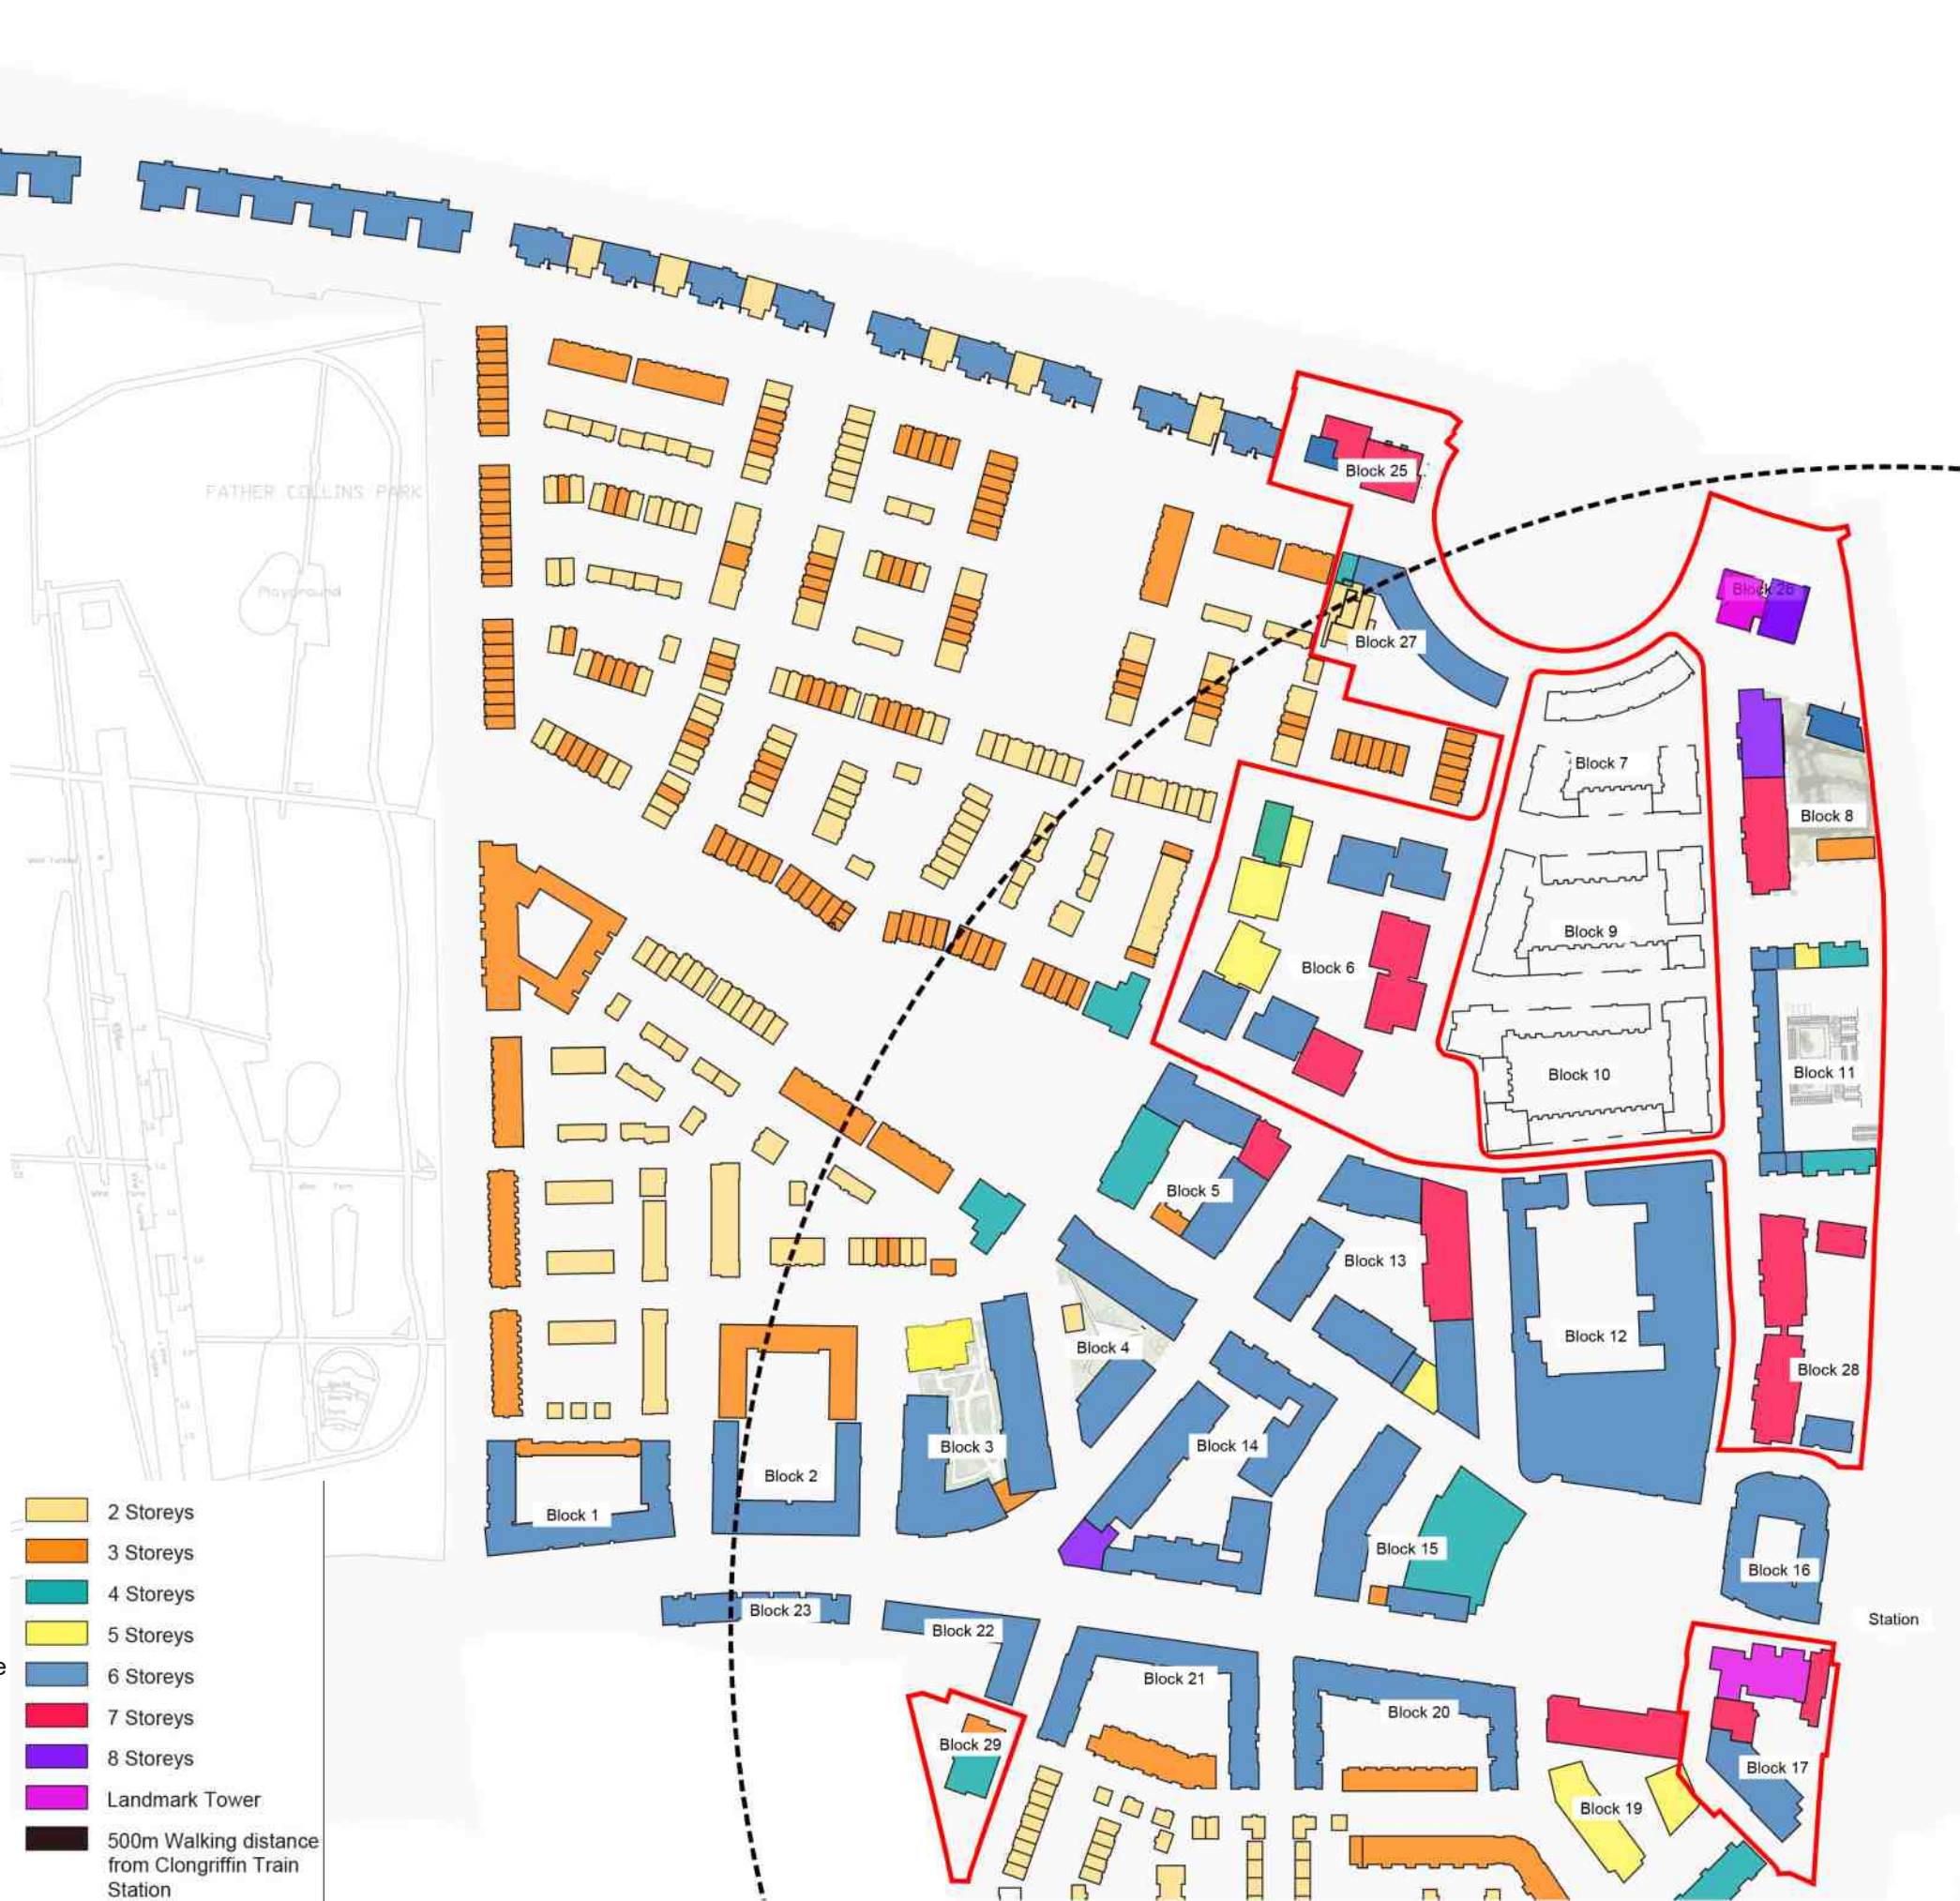 FATHER COLLINS PARK
Playground
Block 25
Block 26
Block 27
Block 7
Block 8
Block 9
Block 6
Block 10
Block 11
Block 5
Block 13
Block 12
Block 4
Block 28
Block 3
Block 14
Block 2
Block 1
Block 15
Block 16
Block 23
Block 22
Station
Block 21
Block 20
Block 29
Block 17
Block 19
2 Storeys
3 Storeys
4 Storeys
5 Storeys
6 Storeys
7 Storeys
8 Storeys
Landmark Tower
500m Walking distance
from Clongriffin Train
Station
e